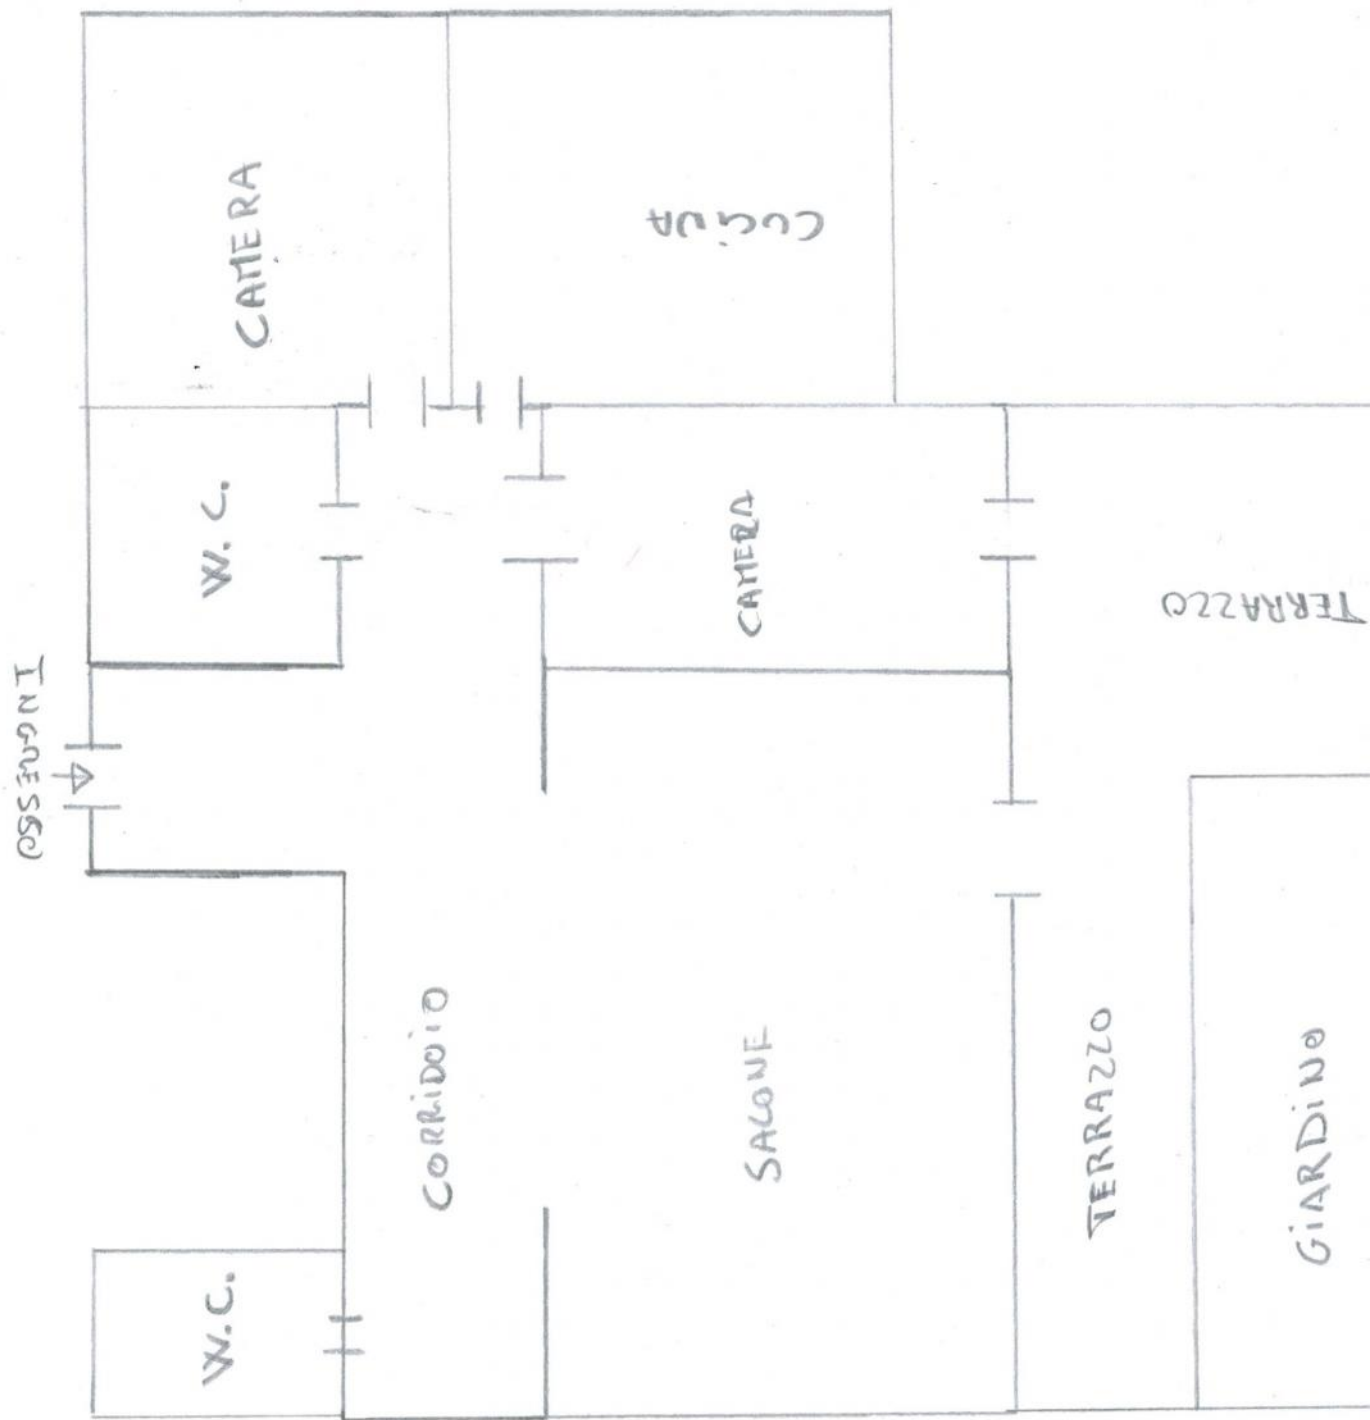 CAMERA
CUCINA
W. C.
CAMERA
TERRAZZO
INGRESSO
CORRIDOIO
SALONE
TERRAZZO
GIARDINO
W.C.